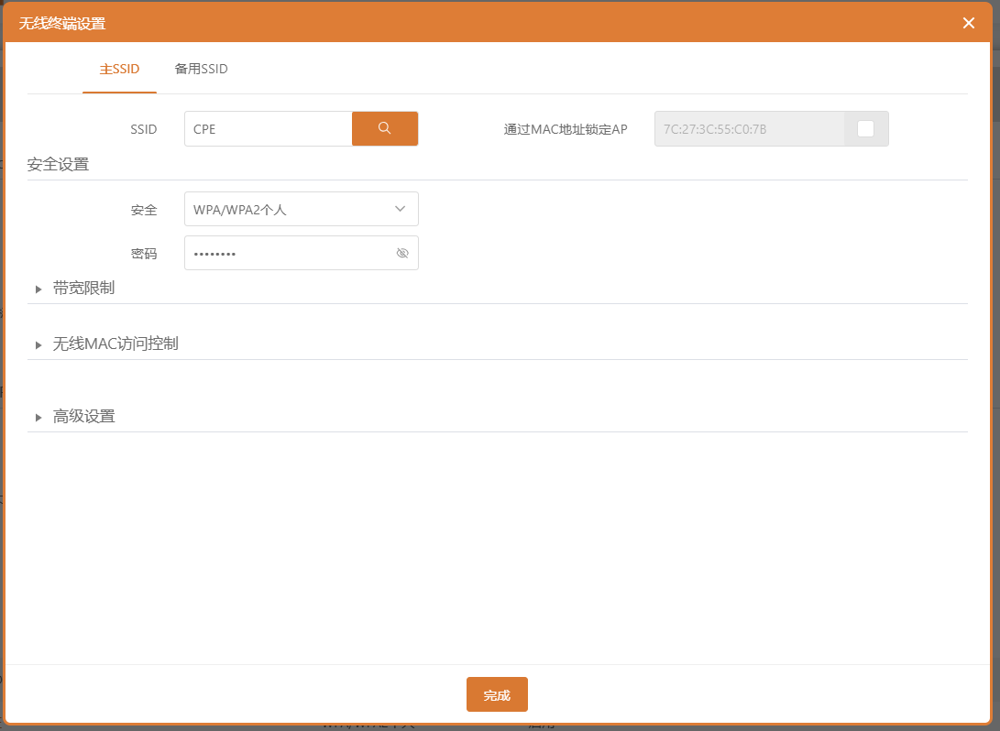 无线终端设置
主SSID 备用SSID
SSID CPE 通过MAC地址锁定AP 7C:27:3C:55:C0:7B
安全设置
安全 WPA/WPA2个人
密码 ••••••••
带宽限制
无线MAC访问控制
高级设置
完成